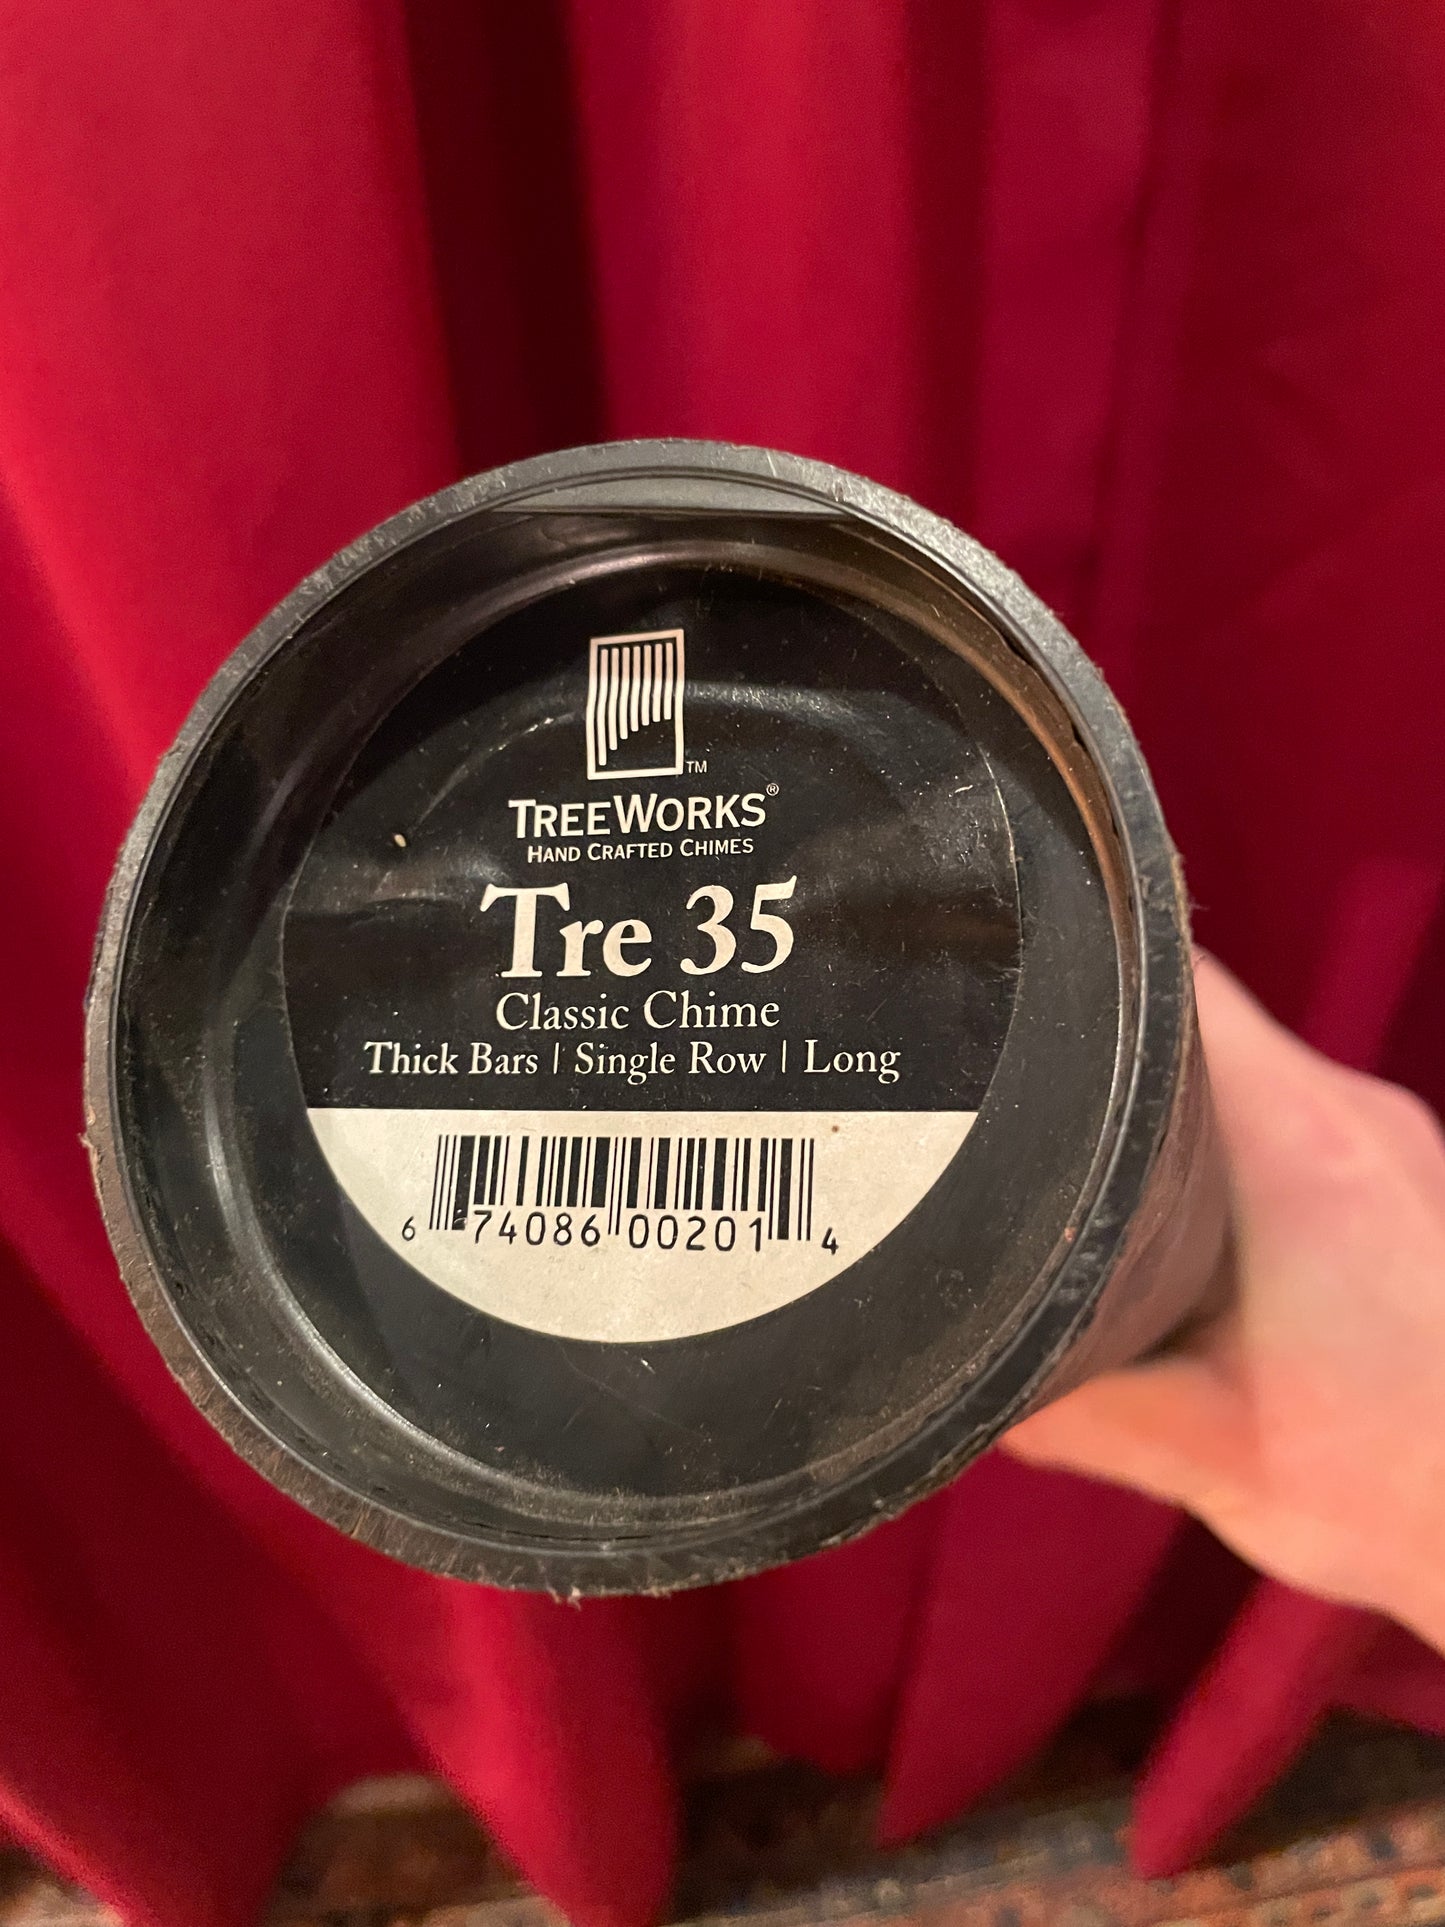 TM
TREEWORKS®
HAND CRAFTED CHIMES
Tre 35
Classic Chime
Thick Bars | Single Row | Long
6 74086 00201 4